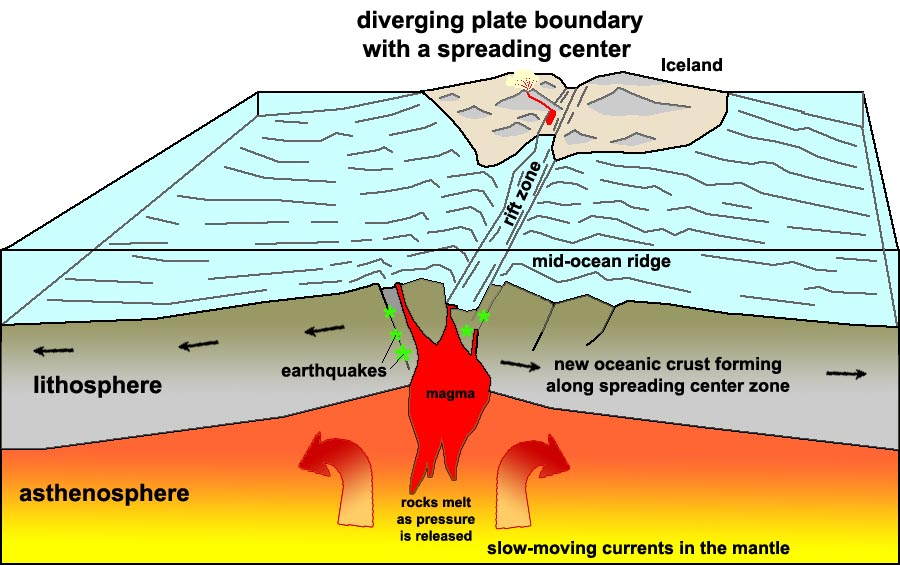 diverging plate boundary
with a spreading center
Iceland
rift zone
mid-ocean ridge
earthquakes
new oceanic crust forming
along spreading center zone
lithosphere
magma
asthenosphere
rocks melt
as pressure
is released
slow-moving currents in the mantle